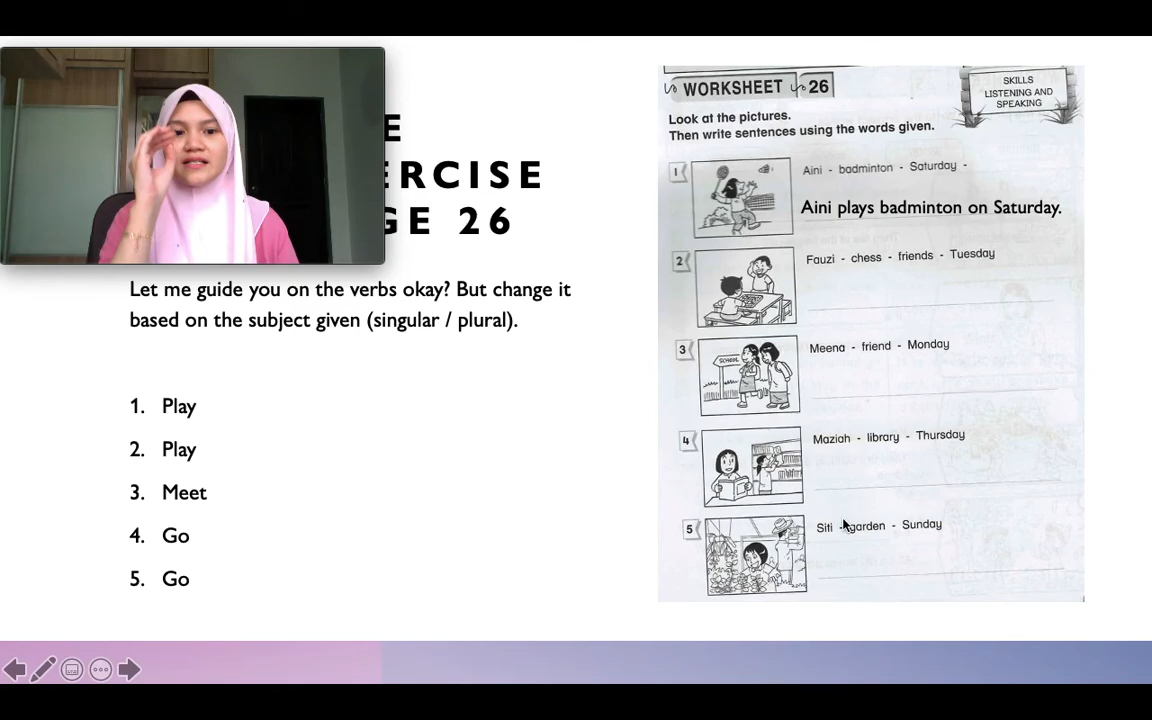 E
RCISE
GE 26
Let me guide you on the verbs okay? But change it
based on the subject given (singular / plural).
1. Play
2. Play
3. Meet
4. Go
5. Go
WORKSHEET 26
SKILLS
LISTENING AND
SPEAKING
Look at the pictures.
Then write sentences using the words given.
1 Aini - badminton - Saturday -
Aini plays badminton on Saturday.
2 Fauzi - chess - friends - Tuesday
3 Meena - friend - Monday
SCHOOL
4 Maziah - library - Thursday
5 Siti - garden - Sunday